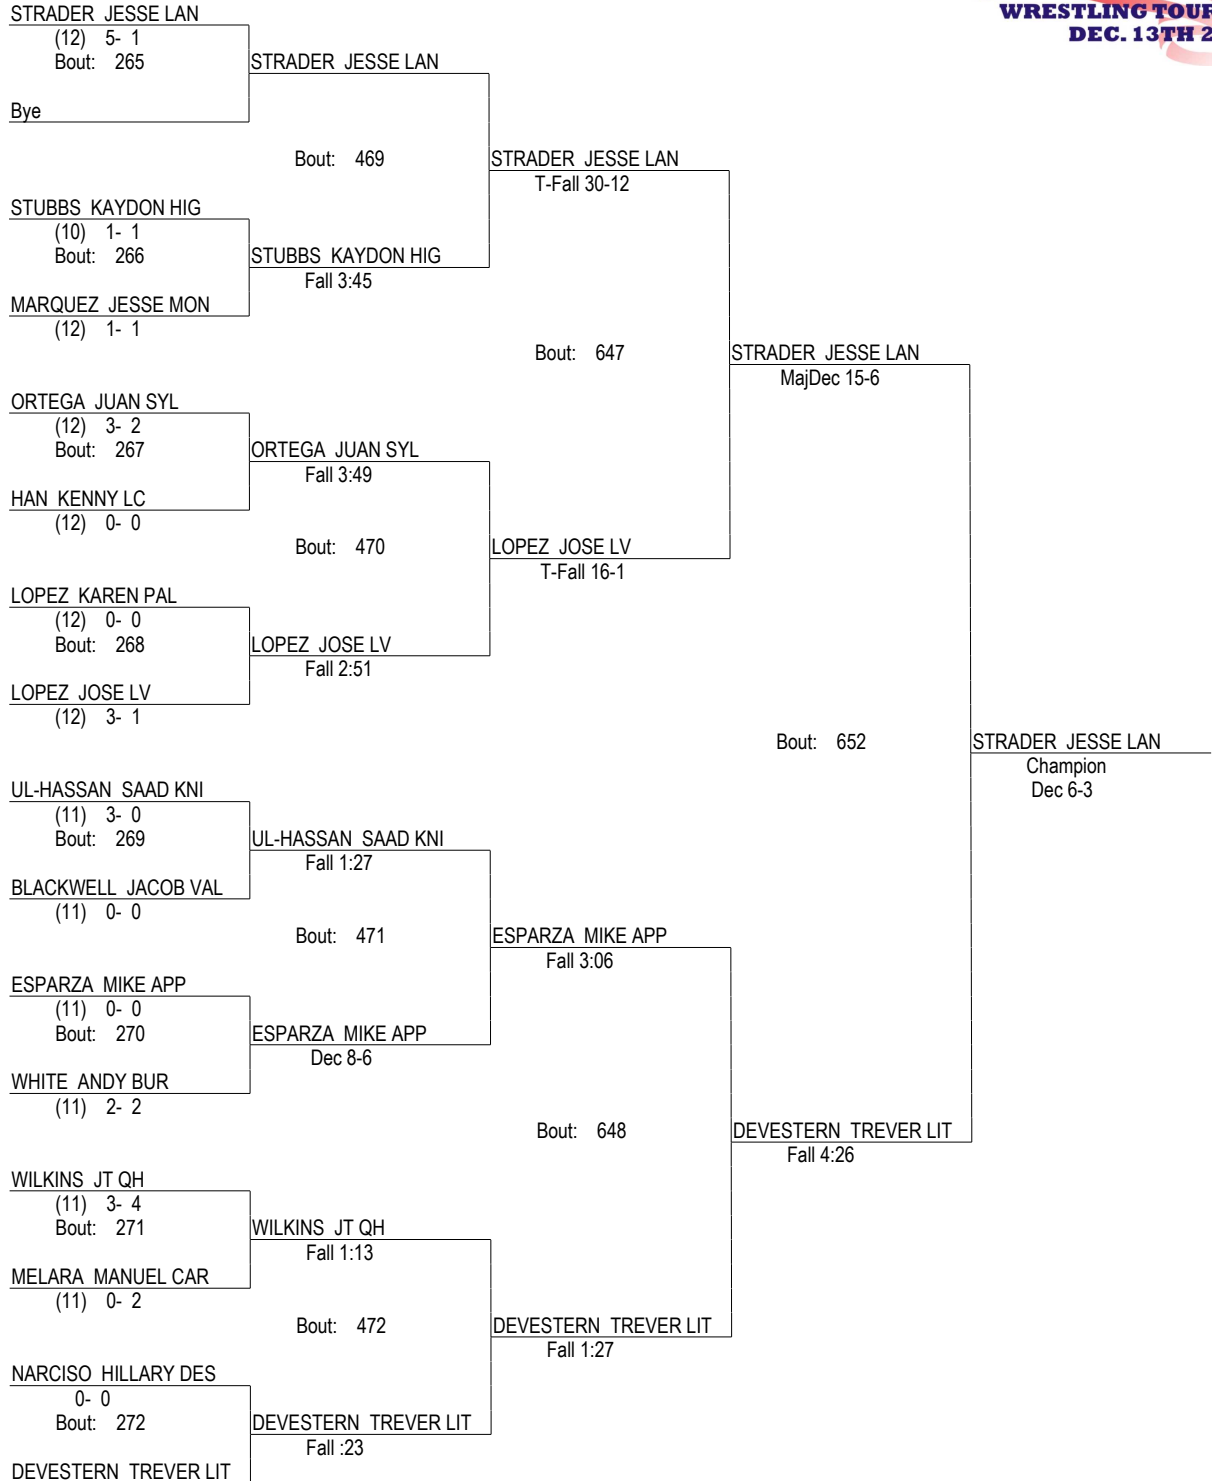 WRESTLING TOUR
DEC. 13TH 2
STRADER JESSE LAN
(12) 5- 1
Bout: 265
STRADER JESSE LAN
Bye
Bout: 469
STRADER JESSE LAN
T-Fall 30-12
STUBBS KAYDON HIG
(10) 1- 1
Bout: 266
STUBBS KAYDON HIG
Fall 3:45
MARQUEZ JESSE MON
(12) 1- 1
Bout: 647
STRADER JESSE LAN
MajDec 15-6
ORTEGA JUAN SYL
(12) 3- 2
Bout: 267
ORTEGA JUAN SYL
Fall 3:49
HAN KENNY LC
(12) 0- 0
Bout: 470
LOPEZ JOSE LV
T-Fall 16-1
LOPEZ KAREN PAL
(12) 0- 0
Bout: 268
LOPEZ JOSE LV
Fall 2:51
LOPEZ JOSE LV
(12) 3- 1
Bout: 652
STRADER JESSE LAN
Champion
Dec 6-3
UL-HASSAN SAAD KNI
(11) 3- 0
Bout: 269
UL-HASSAN SAAD KNI
Fall 1:27
BLACKWELL JACOB VAL
(11) 0- 0
Bout: 471
ESPARZA MIKE APP
Fall 3:06
ESPARZA MIKE APP
(11) 0- 0
Bout: 270
ESPARZA MIKE APP
Dec 8-6
WHITE ANDY BUR
(11) 2- 2
Bout: 648
DEVESTERN TREVER LIT
Fall 4:26
WILKINS JT QH
(11) 3- 4
Bout: 271
WILKINS JT QH
Fall 1:13
MELARA MANUEL CAR
(11) 0- 2
Bout: 472
DEVESTERN TREVER LIT
Fall 1:27
NARCISO HILLARY DES
0- 0
Bout: 272
DEVESTERN TREVER LIT
Fall :23
DEVESTERN TREVER LIT